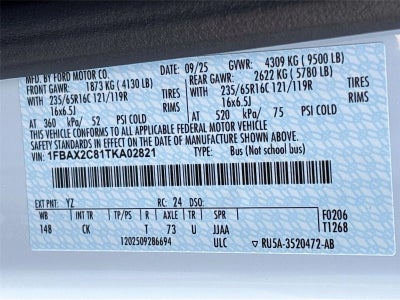 MFD. BY FORD MOTOR CO. 09/25 GVWR: 4309 KG ( 9500 LB)
FRONT GAWR: 1873 KG ( 4130 LB) REAR GAWR: 2622 KG ( 5780 LB)
WITH TIRES WITH TIRES
235/65R16C 121/119R 235/65R16C 121/119R
16x6.5J RIMS 16x6.5J RIMS
AT 360 kPa/ 52 PSI COLD AT 520 kPa/ 75 PSI COLD
THIS VEHICLE CONFORMS TO ALL APPLICABLE FEDERAL MOTOR VEHICLE
SAFETY STANDARD IN EFFECT ON THE DATE OF MANUFACTURE SHOWN ABOVE.
VIN: 1FBAX2C81TKA02821 TYPE: Bus (Not School Bus)
EXT PNT: YZ RC: 24 DSO:
WB INT TR TP/PS R AXLE TR SPR F0206
148 CK T 73 U JJAA T1268
1202509286694 ULC RU5A-3520472-AB